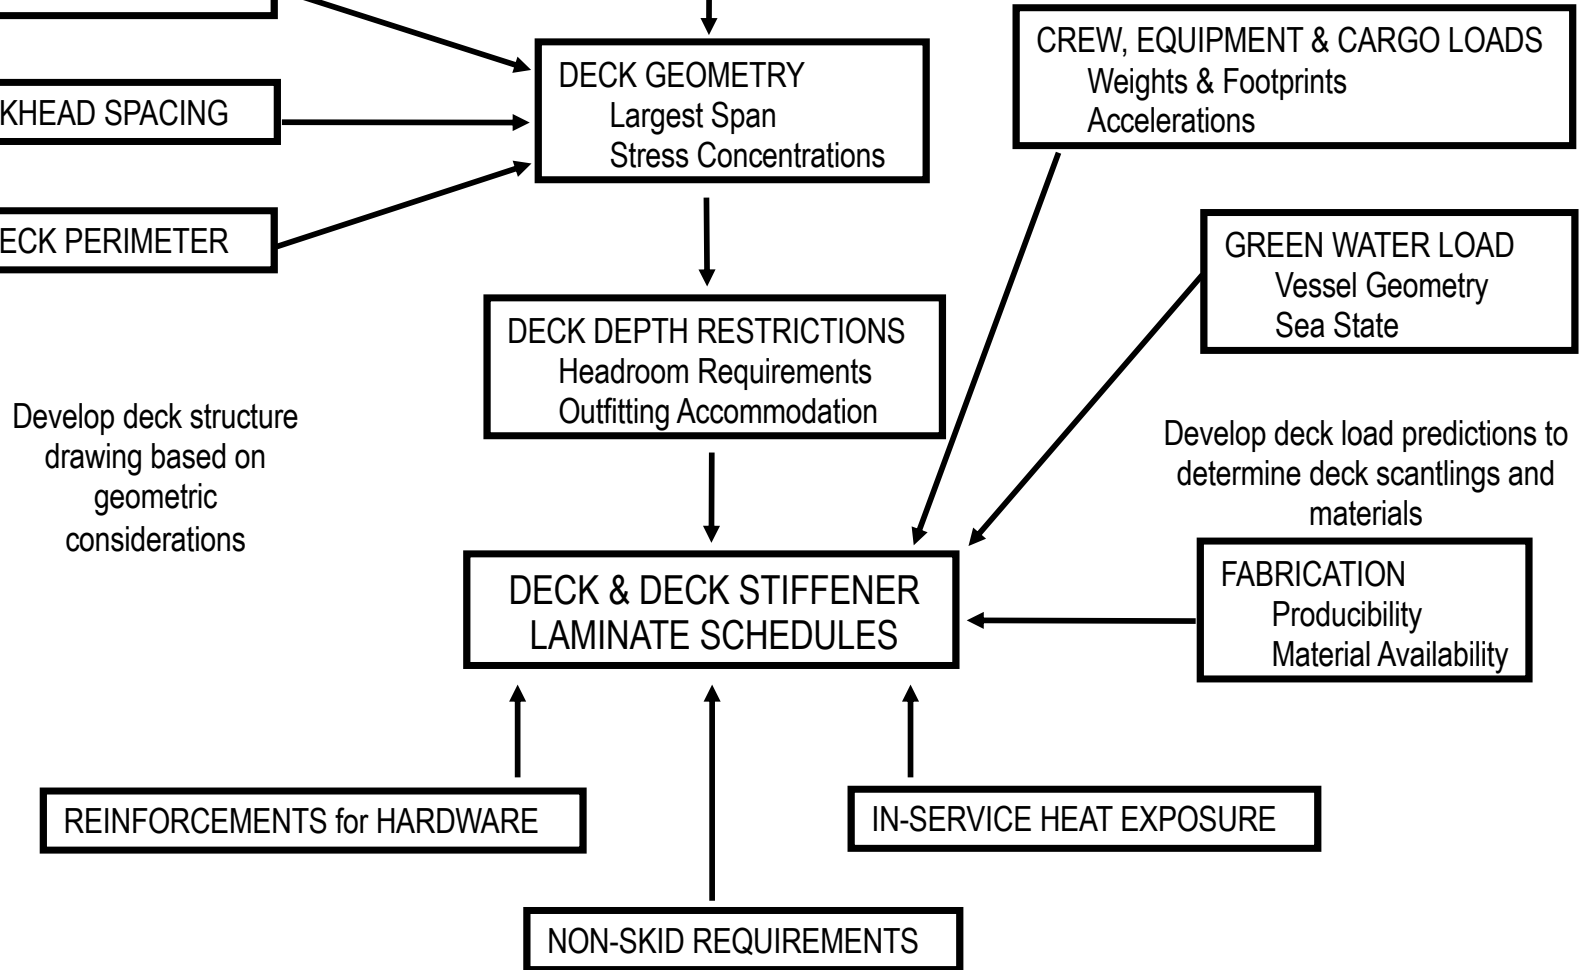 DECK GEOMETRY
Largest Span
Stress Concentrations
CREW, EQUIPMENT & CARGO LOADS
Weights & Footprints
Accelerations
KHEAD SPACING
ECK PERIMETER
GREEN WATER LOAD
Vessel Geometry
Sea State
DECK DEPTH RESTRICTIONS
Headroom Requirements
Outfitting Accommodation
Develop deck structure
drawing based on
geometric
considerations
Develop deck load predictions to
determine deck scantlings and
materials
DECK & DECK STIFFENER
LAMINATE SCHEDULES
FABRICATION
Producibility
Material Availability
REINFORCEMENTS for HARDWARE
IN-SERVICE HEAT EXPOSURE
NON-SKID REQUIREMENTS